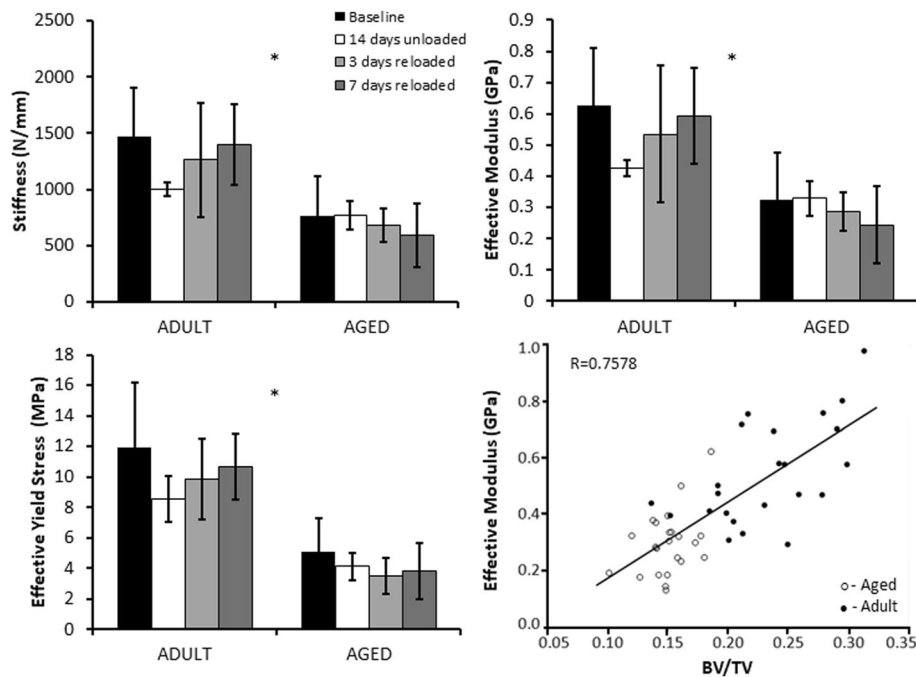 Stiffness (N/mm)
2500
2000
1500
1000
500
0
*
Baseline
14 days unloaded
3 days reloaded
7 days reloaded
ADULT
AGED
Effective Modulus (GPa)
0.9
0.8
0.7
0.6
0.5
0.4
0.3
0.2
0.1
0
*
ADULT
AGED
Effective Yield Stress (MPa)
18
16
14
12
10
8
6
4
2
0
*
ADULT
AGED
Effective Modulus (GPa)
1.0
0.8
0.6
0.4
0.2
0.0
R=0.7578
- Aged
- Adult
0.05 0.10 0.15 0.20 0.25 0.30 0.35
BV/TV